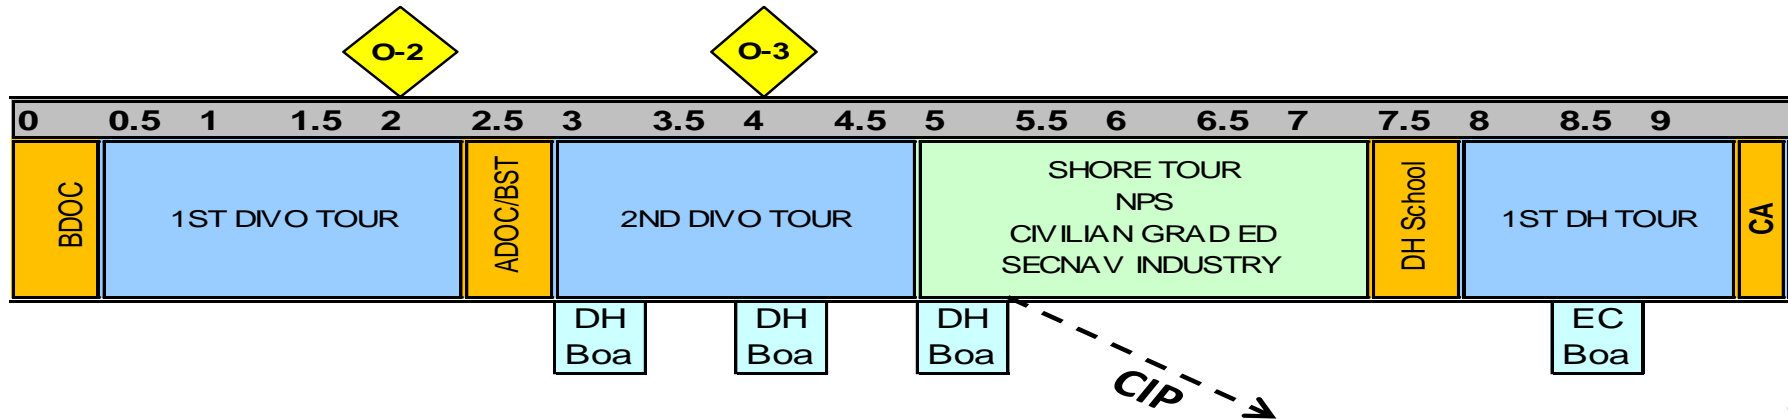 O-2 O-3
0 0.5 1 1.5 2 2.5 3 3.5 4 4.5 5 5.5 6 6.5 7 7.5 8 8.5 9
BDOC
1ST DIVO TOUR
ADOC/BST
2ND DIVO TOUR
SHORE TOUR
NPS
CIVILIAN GRAD ED
SECNAV INDUSTRY
DH School
1ST DH TOUR
CA
DH
Boa
DH
Boa
DH
Boa
CIP
EC
Boa